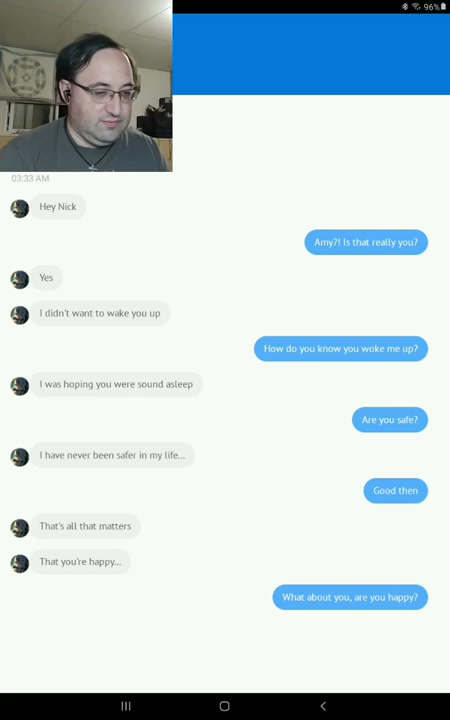 96%
03:33 AM
Hey Nick
Amy?! Is that really you?
Yes
I didn't want to wake you up
How do you know you woke me up?
I was hoping you were sound asleep
Are you safe?
I have never been safer in my life...
Good then
That's all that matters
That you're happy...
What about you, are you happy?